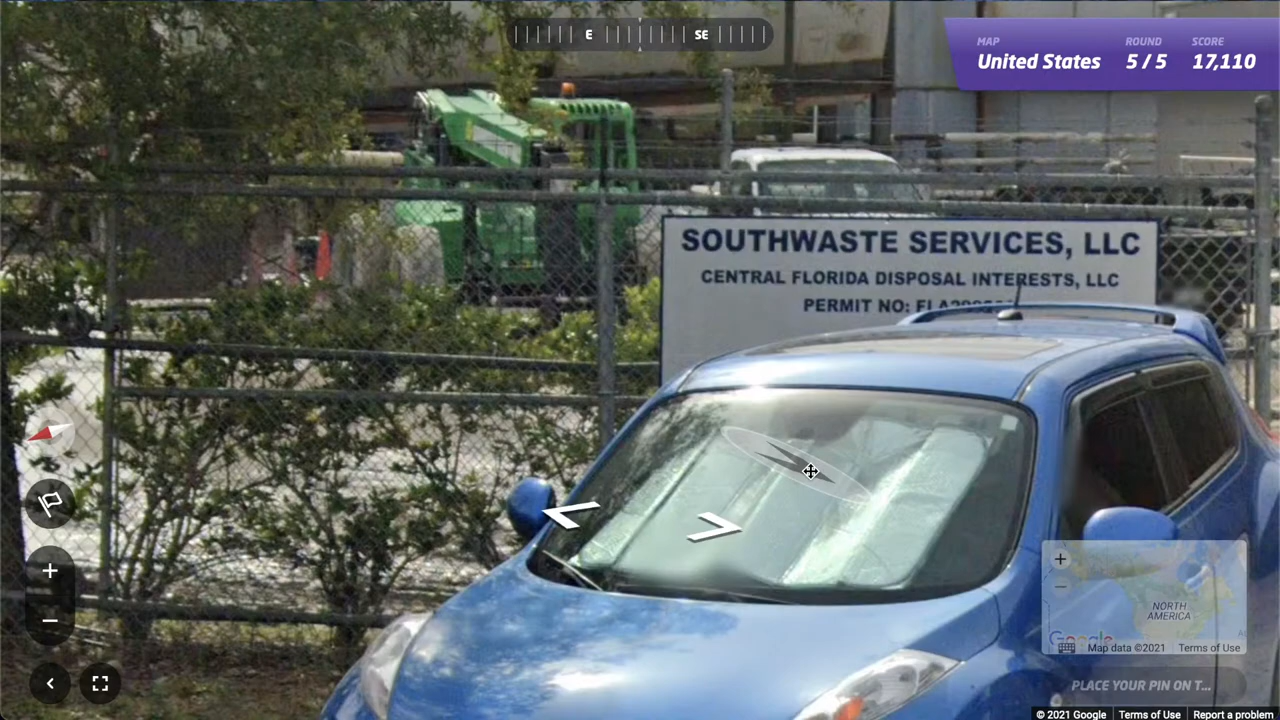 E SE
MAP ROUND SCORE
United States 5 / 5 17,110
SOUTHWASTE SERVICES, LLC
CENTRAL FLORIDA DISPOSAL INTERESTS, LLC
PERMIT NO:
NORTH
AMERICA
Google
Map data ©2021 Terms of Use
PLACE YOUR PIN ON T...
© 2021 Google Terms of Use Report a problem